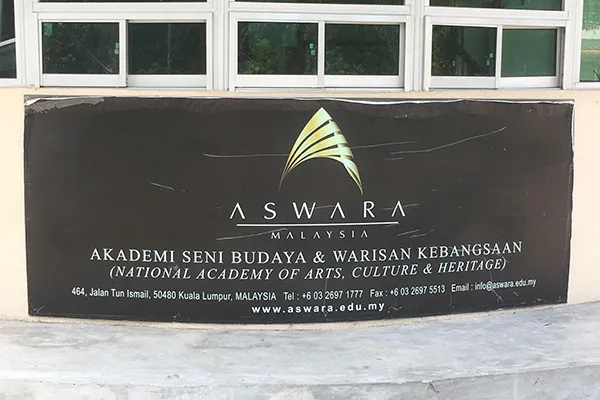 ASWARA
MALAYSIA
AKADEMI SENI BUDAYA & WARISAN KEBANGSAAN
(NATIONAL ACADEMY OF ARTS, CULTURE & HERITAGE)
464, Jalan Tun Ismail, 50480 Kuala Lumpur, MALAYSIA Tel : +6 03 2697 1777 Fax : +6 03 2697 5513 Email : info@aswara.edu.my
www.aswara.edu.my